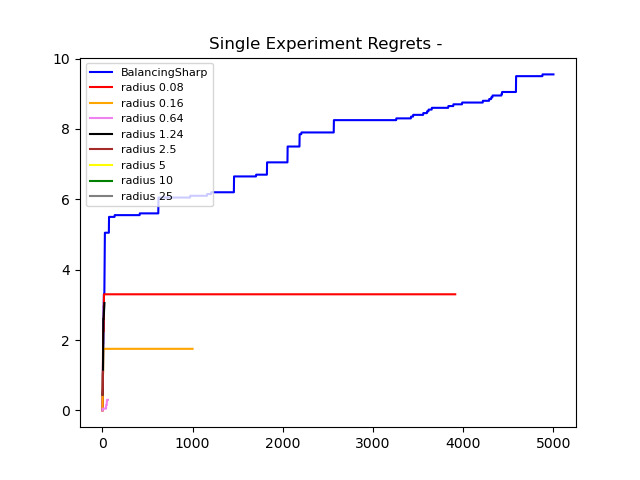 Single Experiment Regrets -
10
8
6
4
2
0
BalancingSharp
radius 0.08
radius 0.16
radius 0.64
radius 1.24
radius 2.5
radius 5
radius 10
radius 25
0 1000 2000 3000 4000 5000